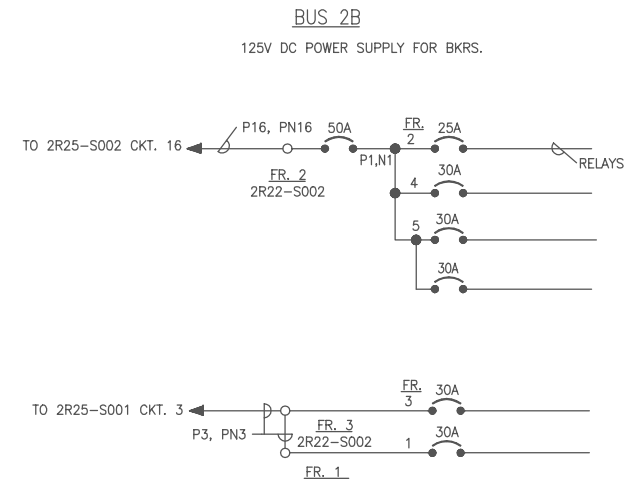 BUS 2B
125V DC POWER SUPPLY FOR BKRS.
P16, PN16
50A
FR.
25A
TO 2R25-S002 CKT. 16
2
P1,N1
RELAYS
FR. 2
2R22-S002
4
30A
5
30A
30A
FR.
3
30A
TO 2R25-S001 CKT. 3
P3, PN3
FR. 3
2R22-S002
1
30A
FR. 1